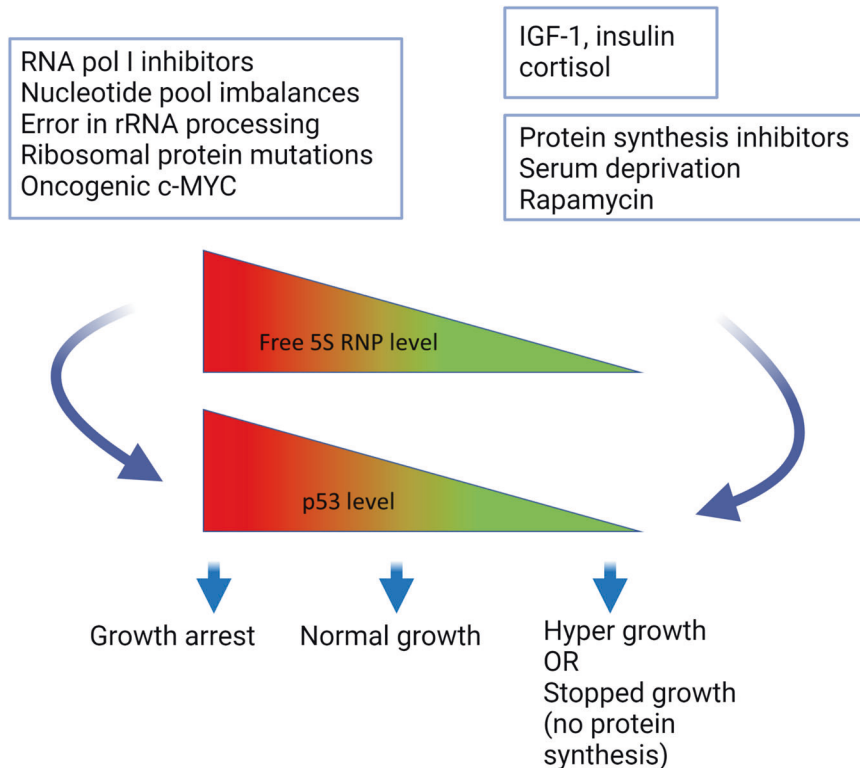 RNA pol I inhibitors
Nucleotide pool imbalances
Error in rRNA processing
Ribosomal protein mutations
Oncogenic c-MYC
IGF-1, insulin
cortisol
Protein synthesis inhibitors
Serum deprivation
Rapamycin
Free 5S RNP level
p53 level
Growth arrest
Normal growth
Hyper growth
OR
Stopped growth
(no protein
synthesis)